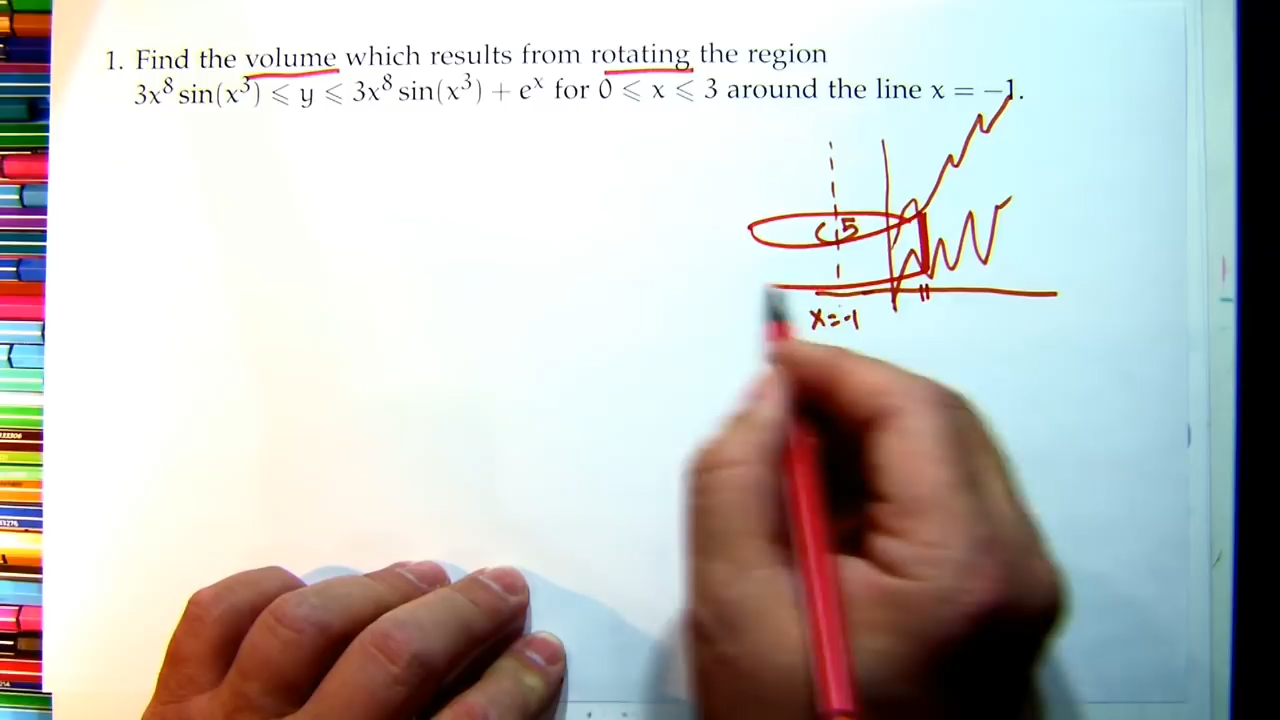 1. Find the volume which results from rotating the region
3x⁸ sin(x³) ⩽ y ⩽ 3x⁸ sin(x³) + eˣ for 0 ⩽ x ⩽ 3 around the line x = −1.
x=-1